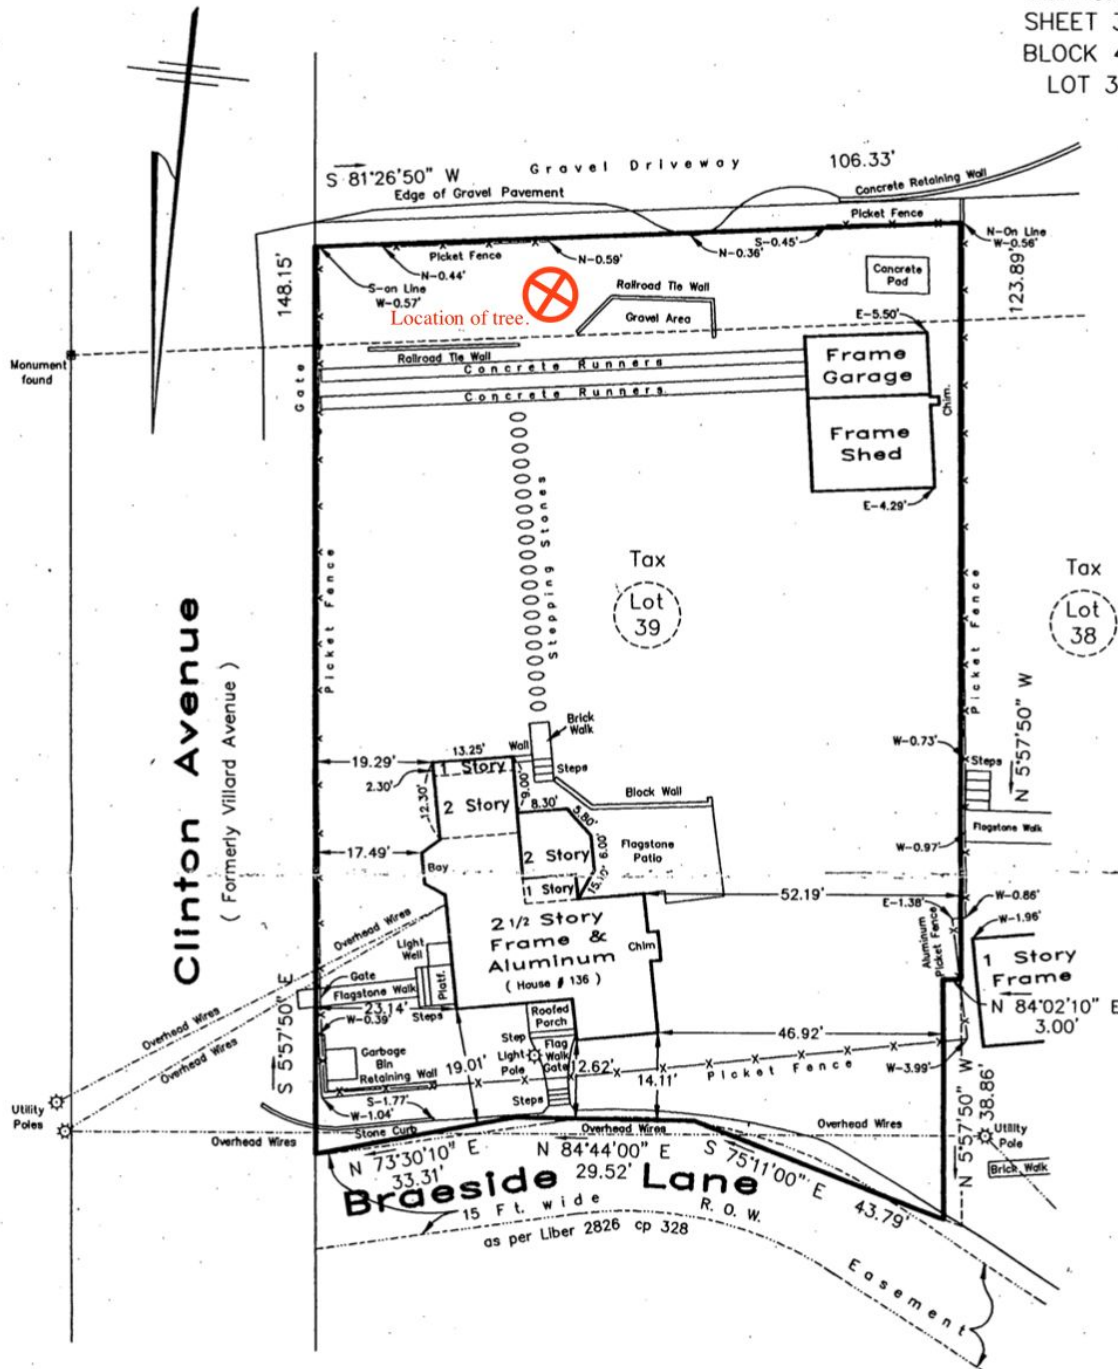 SHEET 3
BLOCK 4
LOT 3
S 81°26'50" W
Gravel Driveway
106.33'
Edge of Gravel Pavement
Concrete Retaining Wall
Picket Fence
N-On Line
W-0.56'
S-0.45'
N-0.36'
N-0.59'
Picket Fence
N-0.44'
S-on Line
W-0.57'
148.15'
123.89'
Concrete
Pad
Railroad Tie Wall
Gravel Area
Location of tree.
E-5.50'
Monument
found
Railroad Tie Wall
Gate
Concrete Runners
Concrete Runners
Frame
Garage
Chim.
Frame
Shed
E-4.29'
Stepping Stones
Picket Fence
Tax
Lot
39
Tax
Lot
38
Picket Fence
Clinton Avenue
( Formerly Villard Avenue )
N 5°57'50" W
Brick
Walk
W-0.73'
Steps
13.25'
Wall
19.29'
1 Story
2.30'
Steps
9.00'
12.30'
2 Story
8.30'
5.80'
Block Wall
Flagstone Walk
6.00'
W-0.97'
17.49'
Bay
2 Story
Flagstone
Patio
15.10'
1 Story
52.19'
W-0.86'
E-1.38'
W-1.96'
Overhead Wires
2 1/2 Story
Frame &
Aluminum
( House # 136 )
Chim
Aluminum
Picket Fence
1 Story
Frame
Light
Well
Gate
Flagstone Walk
Platf.
23.14'
Steps
N 84°02'10" E
3.00'
S 5°57'50" E
W-0.39'
Roofed
Porch
Overhead Wires
Overhead Wires
Step
Flag
Walk
46.92'
Garbage
Bin
19.01'
Light
Pole
Gate
12.62'
14.11'
Picket Fence
W-3.99'
Retaining Wall
S-1.77'
Steps
W-1.04'
N 5°57'50" W
38.86'
Utility
Poles
Stone Curb
Overhead Wires
Overhead Wires
Overhead Wires
Utility
Pole
N 73°30'10" E
33.31'
N 84°44'00" E
29.52'
S 75°11'00" E
43.79'
Brick Walk
Braeside Lane
15 Ft. wide
R. O. W.
as per Liber 2826 cp 328
Easement